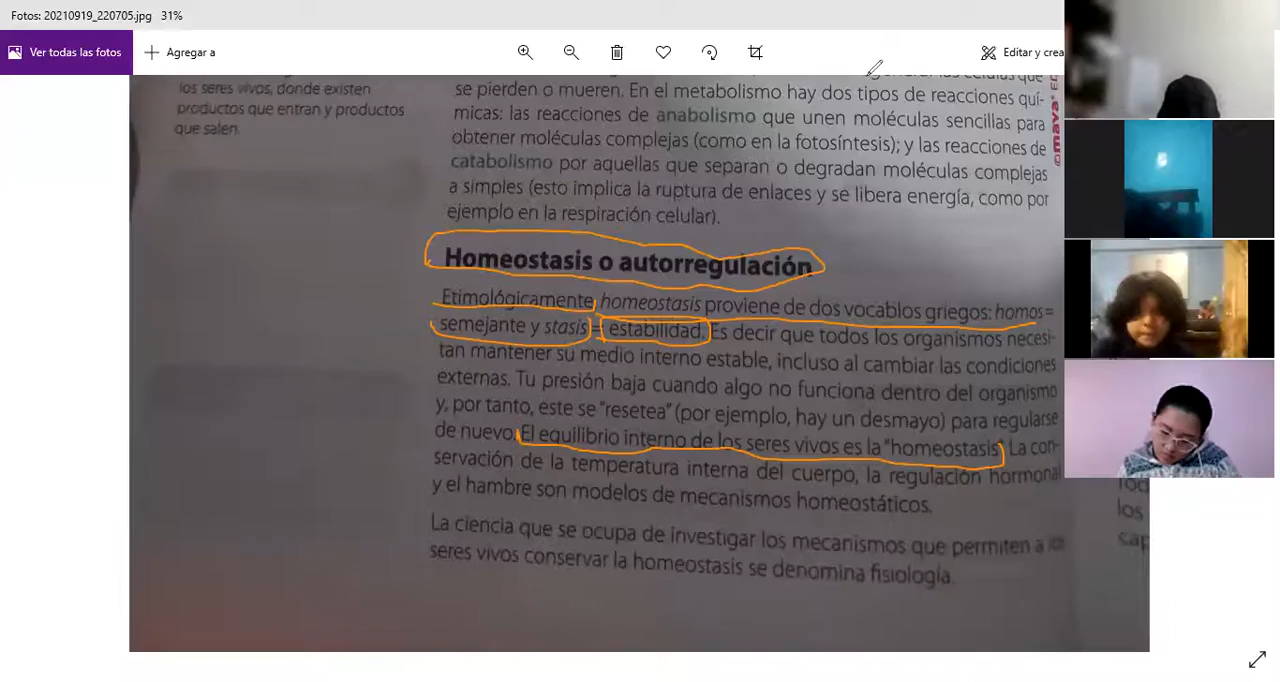 Fotos: 20210919_220705.jpg 31%
Ver todas las fotos
Agregar a
Editar y crea
los seres vivos, donde existen
productos que entran y productos
que salen.
las células que
se pierden o mueren. En el metabolismo hay dos tipos de reacciones quí-
micas: las reacciones de anabolismo que unen moléculas sencillas para
obtener moléculas complejas (como en la fotosíntesis); y las reacciones de
catabolismo por aquellas que separan o degradan moléculas complejas
a simples (esto implica la ruptura de enlaces y se libera energía, como por
ejemplo en la respiración celular).
Homeostasis o autorregulación
Etimológicamente, homeostasis proviene de dos vocablos griegos: homos=
semejante y stasis= estabilidad. Es decir que todos los organismos necesi-
tan mantener su medio interno estable, incluso al cambiar las condiciones
externas. Tu presión baja cuando algo no funciona dentro del organismo
y, por tanto, este se "resetea" (por ejemplo, hay un desmayo) para regularse
de nuevo. El equilibrio interno de los seres vivos es la "homeostasis". La con-
servación de la temperatura interna del cuerpo, la regulación hormonal
y el hambre son modelos de mecanismos homeostáticos.
La ciencia que se ocupa de investigar los mecanismos que permiten a los
seres vivos conservar la homeostasis se denomina fisiología.
los